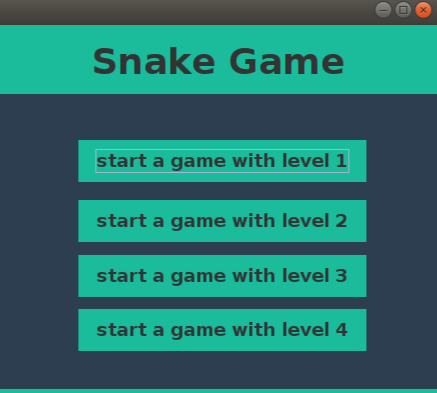 Snake Game
start a game with level 1
start a game with level 2
start a game with level 3
start a game with level 4